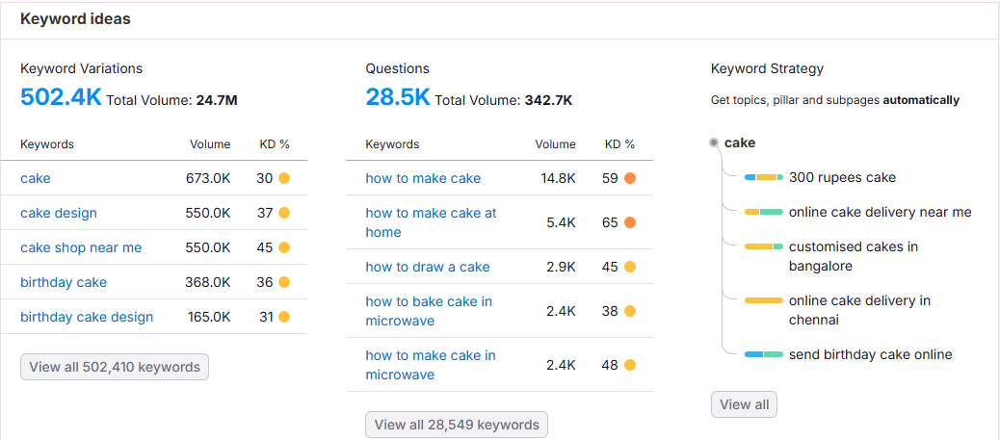 Keyword ideas
Keyword Variations
502.4K Total Volume: 24.7M
Keywords Volume KD %
cake 673.0K 30
cake design 550.0K 37
cake shop near me 550.0K 45
birthday cake 368.0K 36
birthday cake design 165.0K 31
View all 502,410 keywords
Questions
28.5K Total Volume: 342.7K
Keywords Volume KD %
how to make cake 14.8K 59
how to make cake at
home 5.4K 65
how to draw a cake 2.9K 45
how to bake cake in
microwave 2.4K 38
how to make cake in
microwave 2.4K 48
View all 28,549 keywords
Keyword Strategy
Get topics, pillar and subpages automatically
cake
300 rupees cake
online cake delivery near me
customised cakes in
bangalore
online cake delivery in
chennai
send birthday cake online
View all